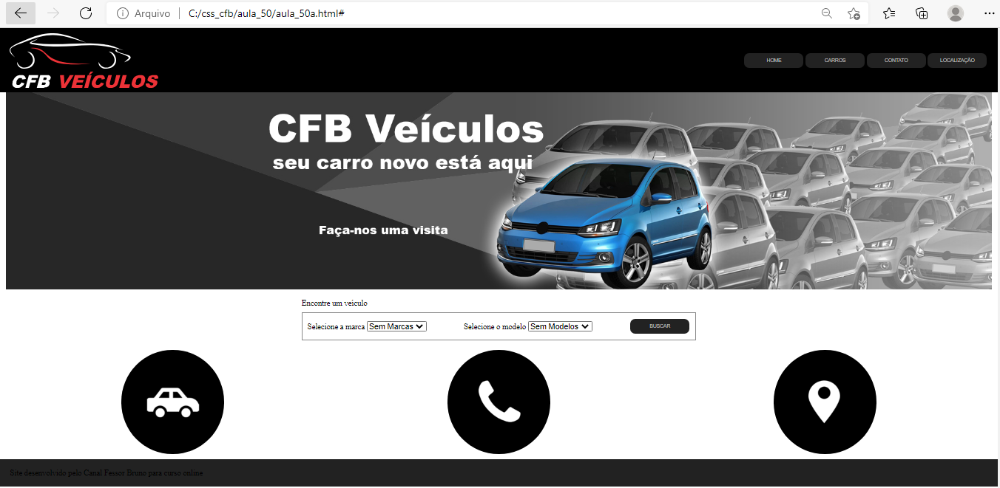 Arquivo C:/css_cfb/aula_50/aula_50a.html#
CFB VEÍCULOS
HOME CARROS CONTATO LOCALIZAÇÃO
CFB Veículos
seu carro novo está aqui
Faça-nos uma visita
Encontre um veiculo
Selecione a marca Sem Marcas Selecione o modelo Sem Modelos BUSCAR
Site desenvolvido pelo Canal Fessor Bruno para curso online